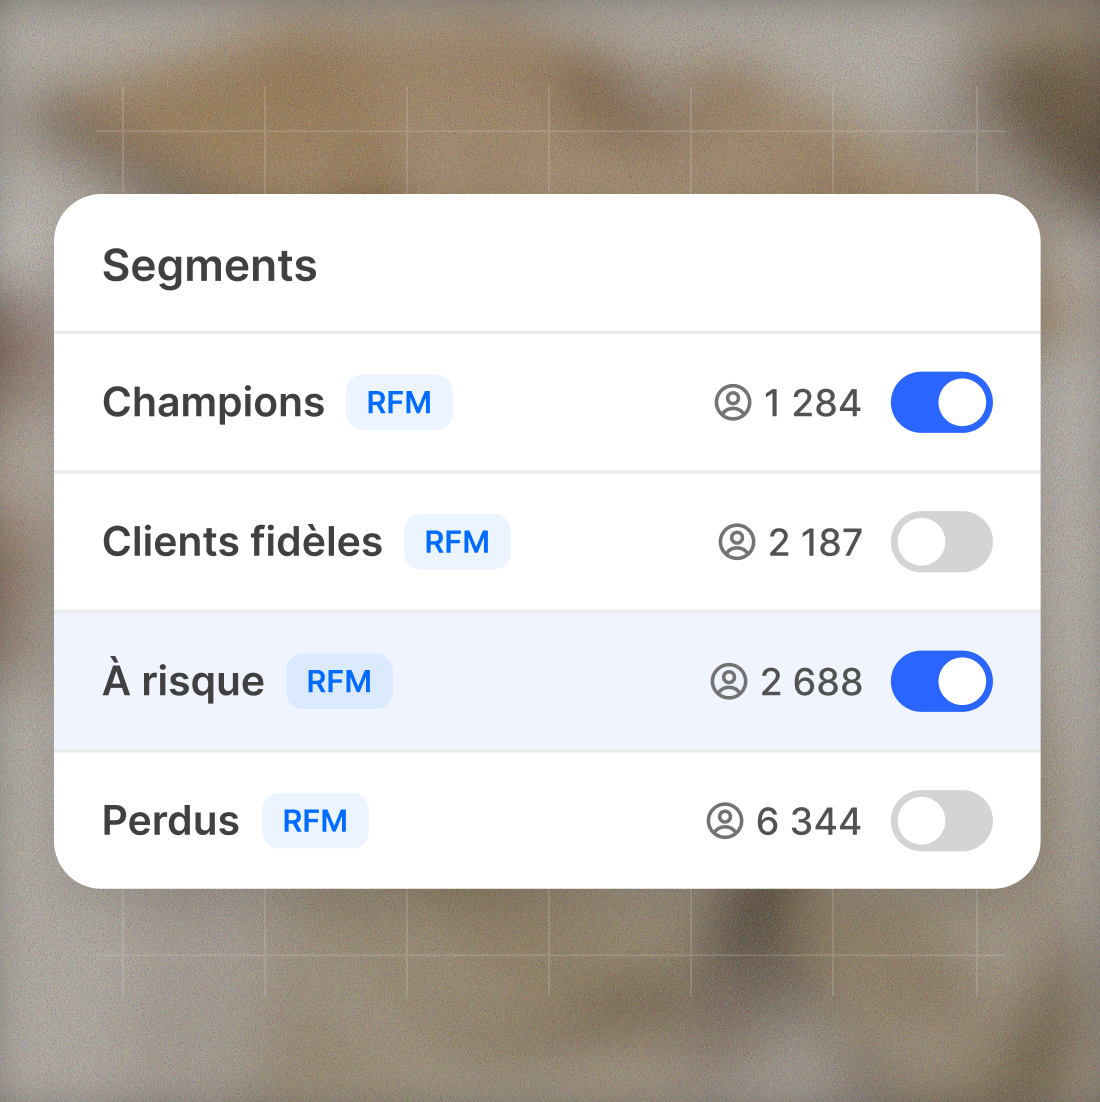 Segments
Champions RFM 1 284
Clients fidèles RFM 2 187
À risque RFM 2 688
Perdus RFM 6 344